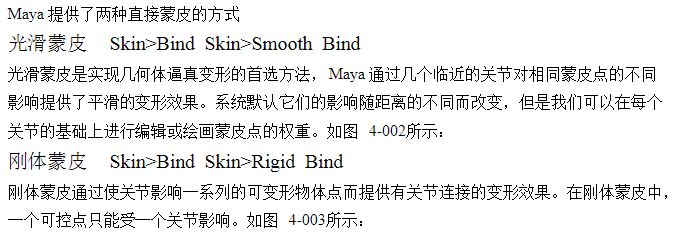 Maya 提供了两种直接蒙皮的方式
光滑蒙皮 Skin>Bind Skin>Smooth Bind
光滑蒙皮是实现几何体逼真变形的首选方法，Maya 通过几个临近的关节对相同蒙皮点的不同
影响提供了平滑的变形效果。系统默认它们的影响随距离的不同而改变，但是我们可以在每个
关节的基础上进行编辑或绘画蒙皮点的权重。如图 4-002所示：
刚体蒙皮 Skin>Bind Skin>Rigid Bind
刚体蒙皮通过使关节影响一系列的可变形物体点而提供有关节连接的变形效果。在刚体蒙皮中，
一个可控点只能受一个关节影响。如图 4-003所示：